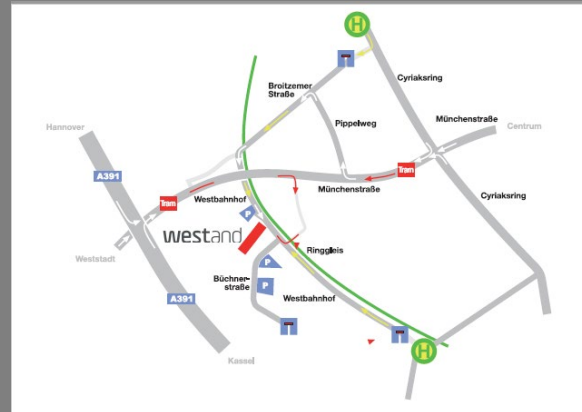 H
Broitzemer
Straße
Cyriaksring
Hannover
Pippelweg
Münchenstraße
Centrum
A391
Tram
Münchenstraße
Tram
Westbahnhof
Cyriaksring
P
westand
Weststadt
Ringgleis
P
Büchner-
straße
P
Westbahnhof
A391
H
Kassel